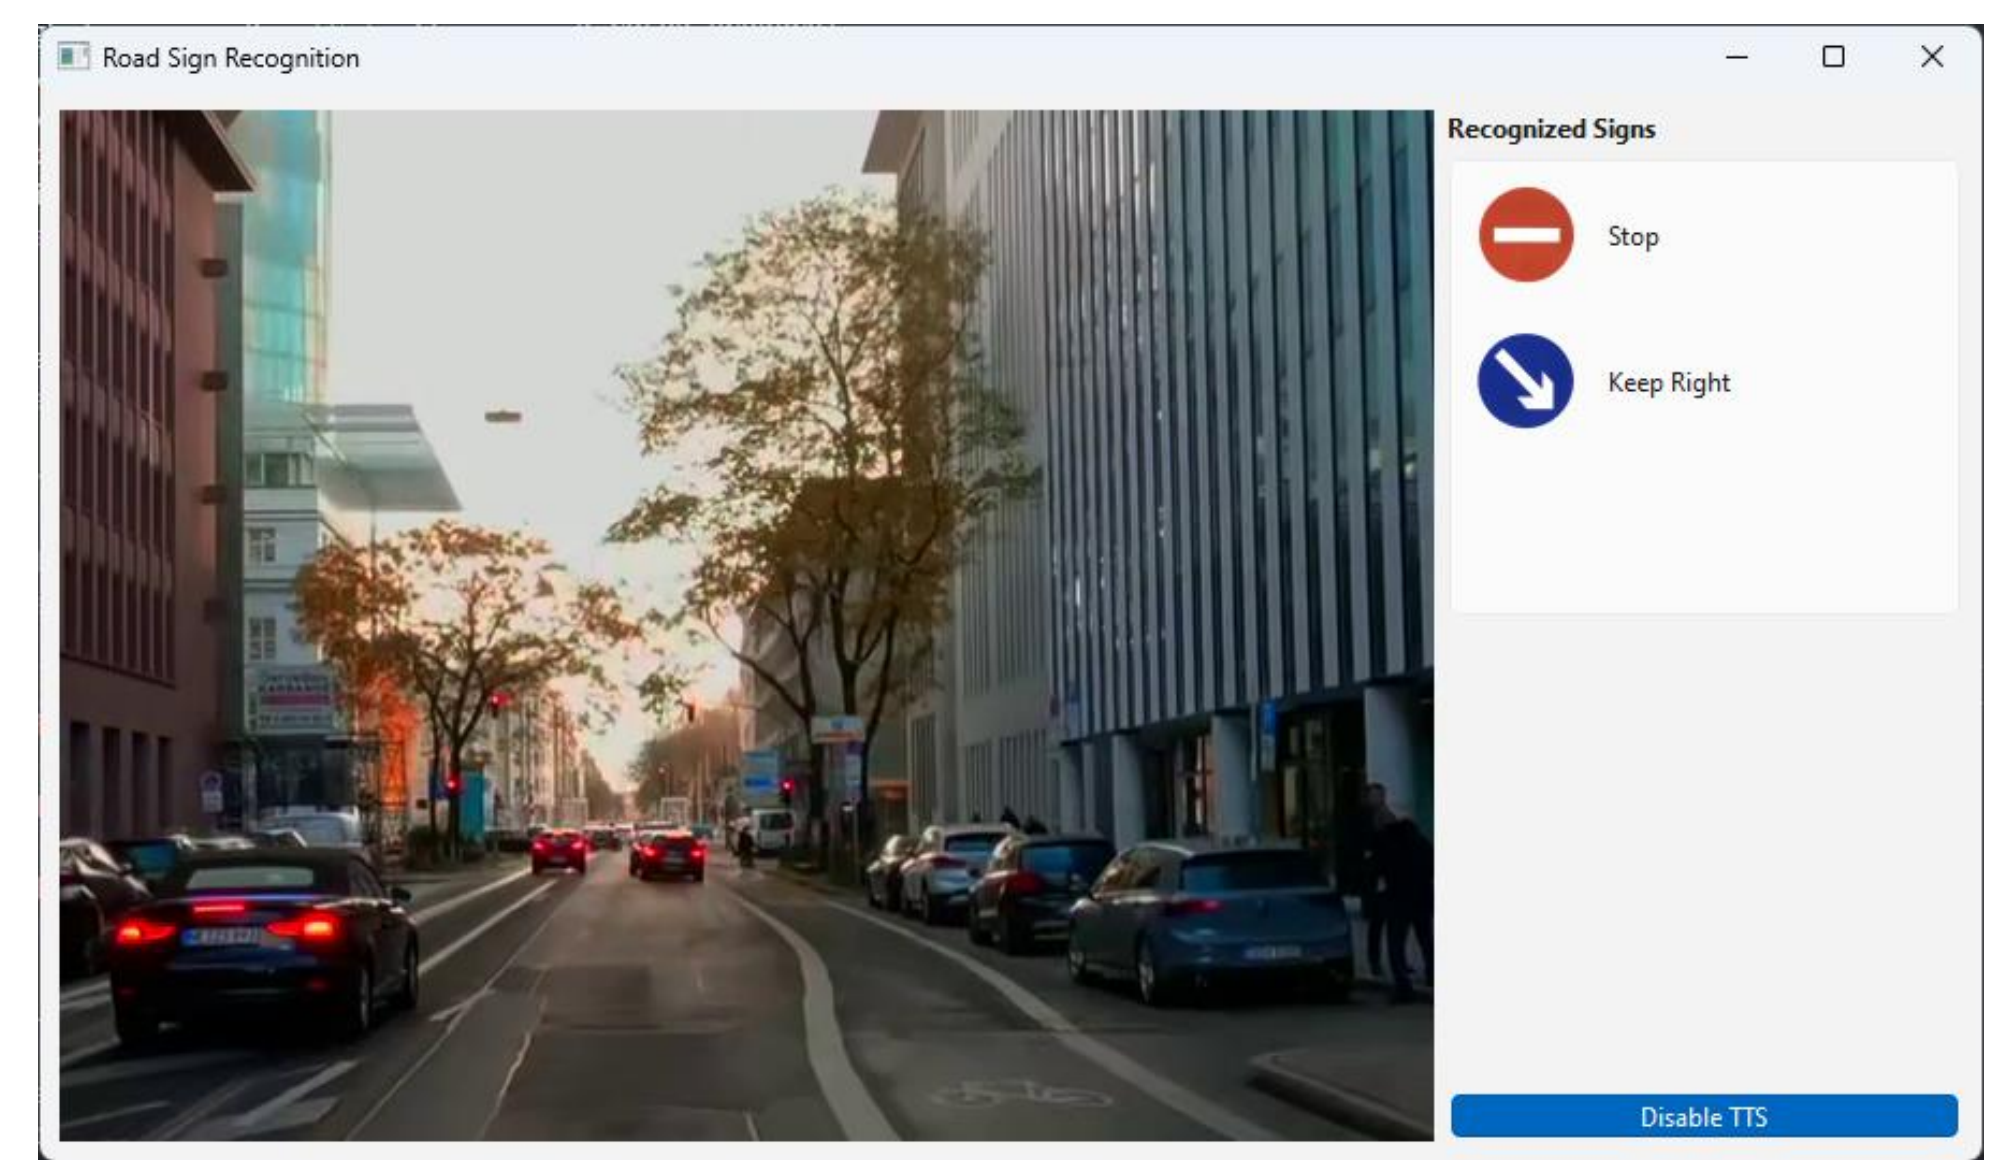 Road Sign Recognition
Recognized Signs
Stop
Keep Right
Disable TTS